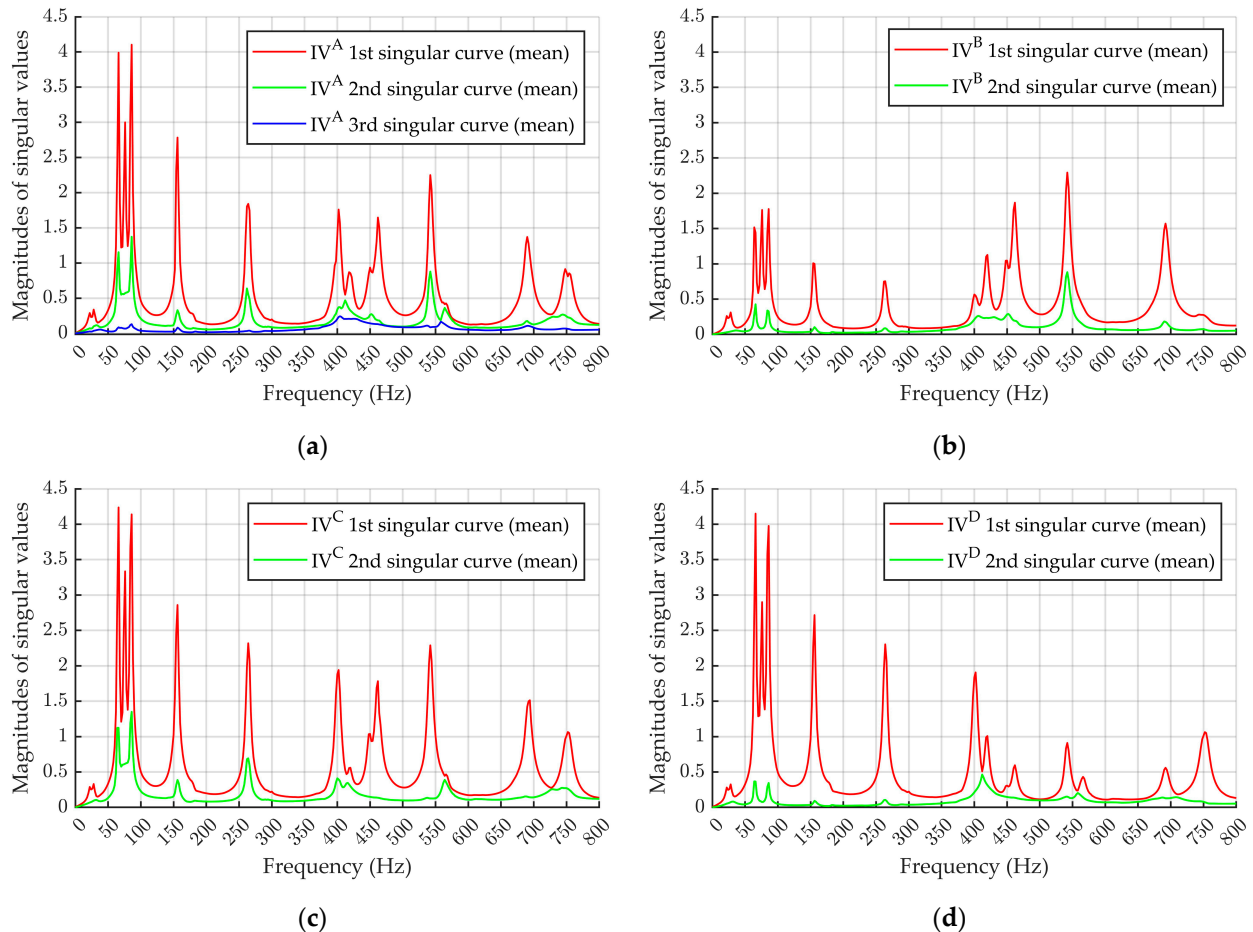 4.5
4
3.5
3
2.5
2
1.5
1
0.5
0
Magnitudes of singular values
IV^A 1st singular curve (mean)
IV^A 2nd singular curve (mean)
IV^A 3rd singular curve (mean)
0 50 100 150 200 250 300 350 400 450 500 550 600 650 700 750 800
Frequency (Hz)
(a)
4.5
4
3.5
3
2.5
2
1.5
1
0.5
0
Magnitudes of singular values
IV^B 1st singular curve (mean)
IV^B 2nd singular curve (mean)
0 50 100 150 200 250 300 350 400 450 500 550 600 650 700 750 800
Frequency (Hz)
(b)
4.5
4
3.5
3
2.5
2
1.5
1
0.5
0
Magnitudes of singular values
IV^C 1st singular curve (mean)
IV^C 2nd singular curve (mean)
0 50 100 150 200 250 300 350 400 450 500 550 600 650 700 750 800
Frequency (Hz)
(c)
4.5
4
3.5
3
2.5
2
1.5
1
0.5
0
Magnitudes of singular values
IV^D 1st singular curve (mean)
IV^D 2nd singular curve (mean)
0 50 100 150 200 250 300 350 400 450 500 550 600 650 700 750 800
Frequency (Hz)
(d)